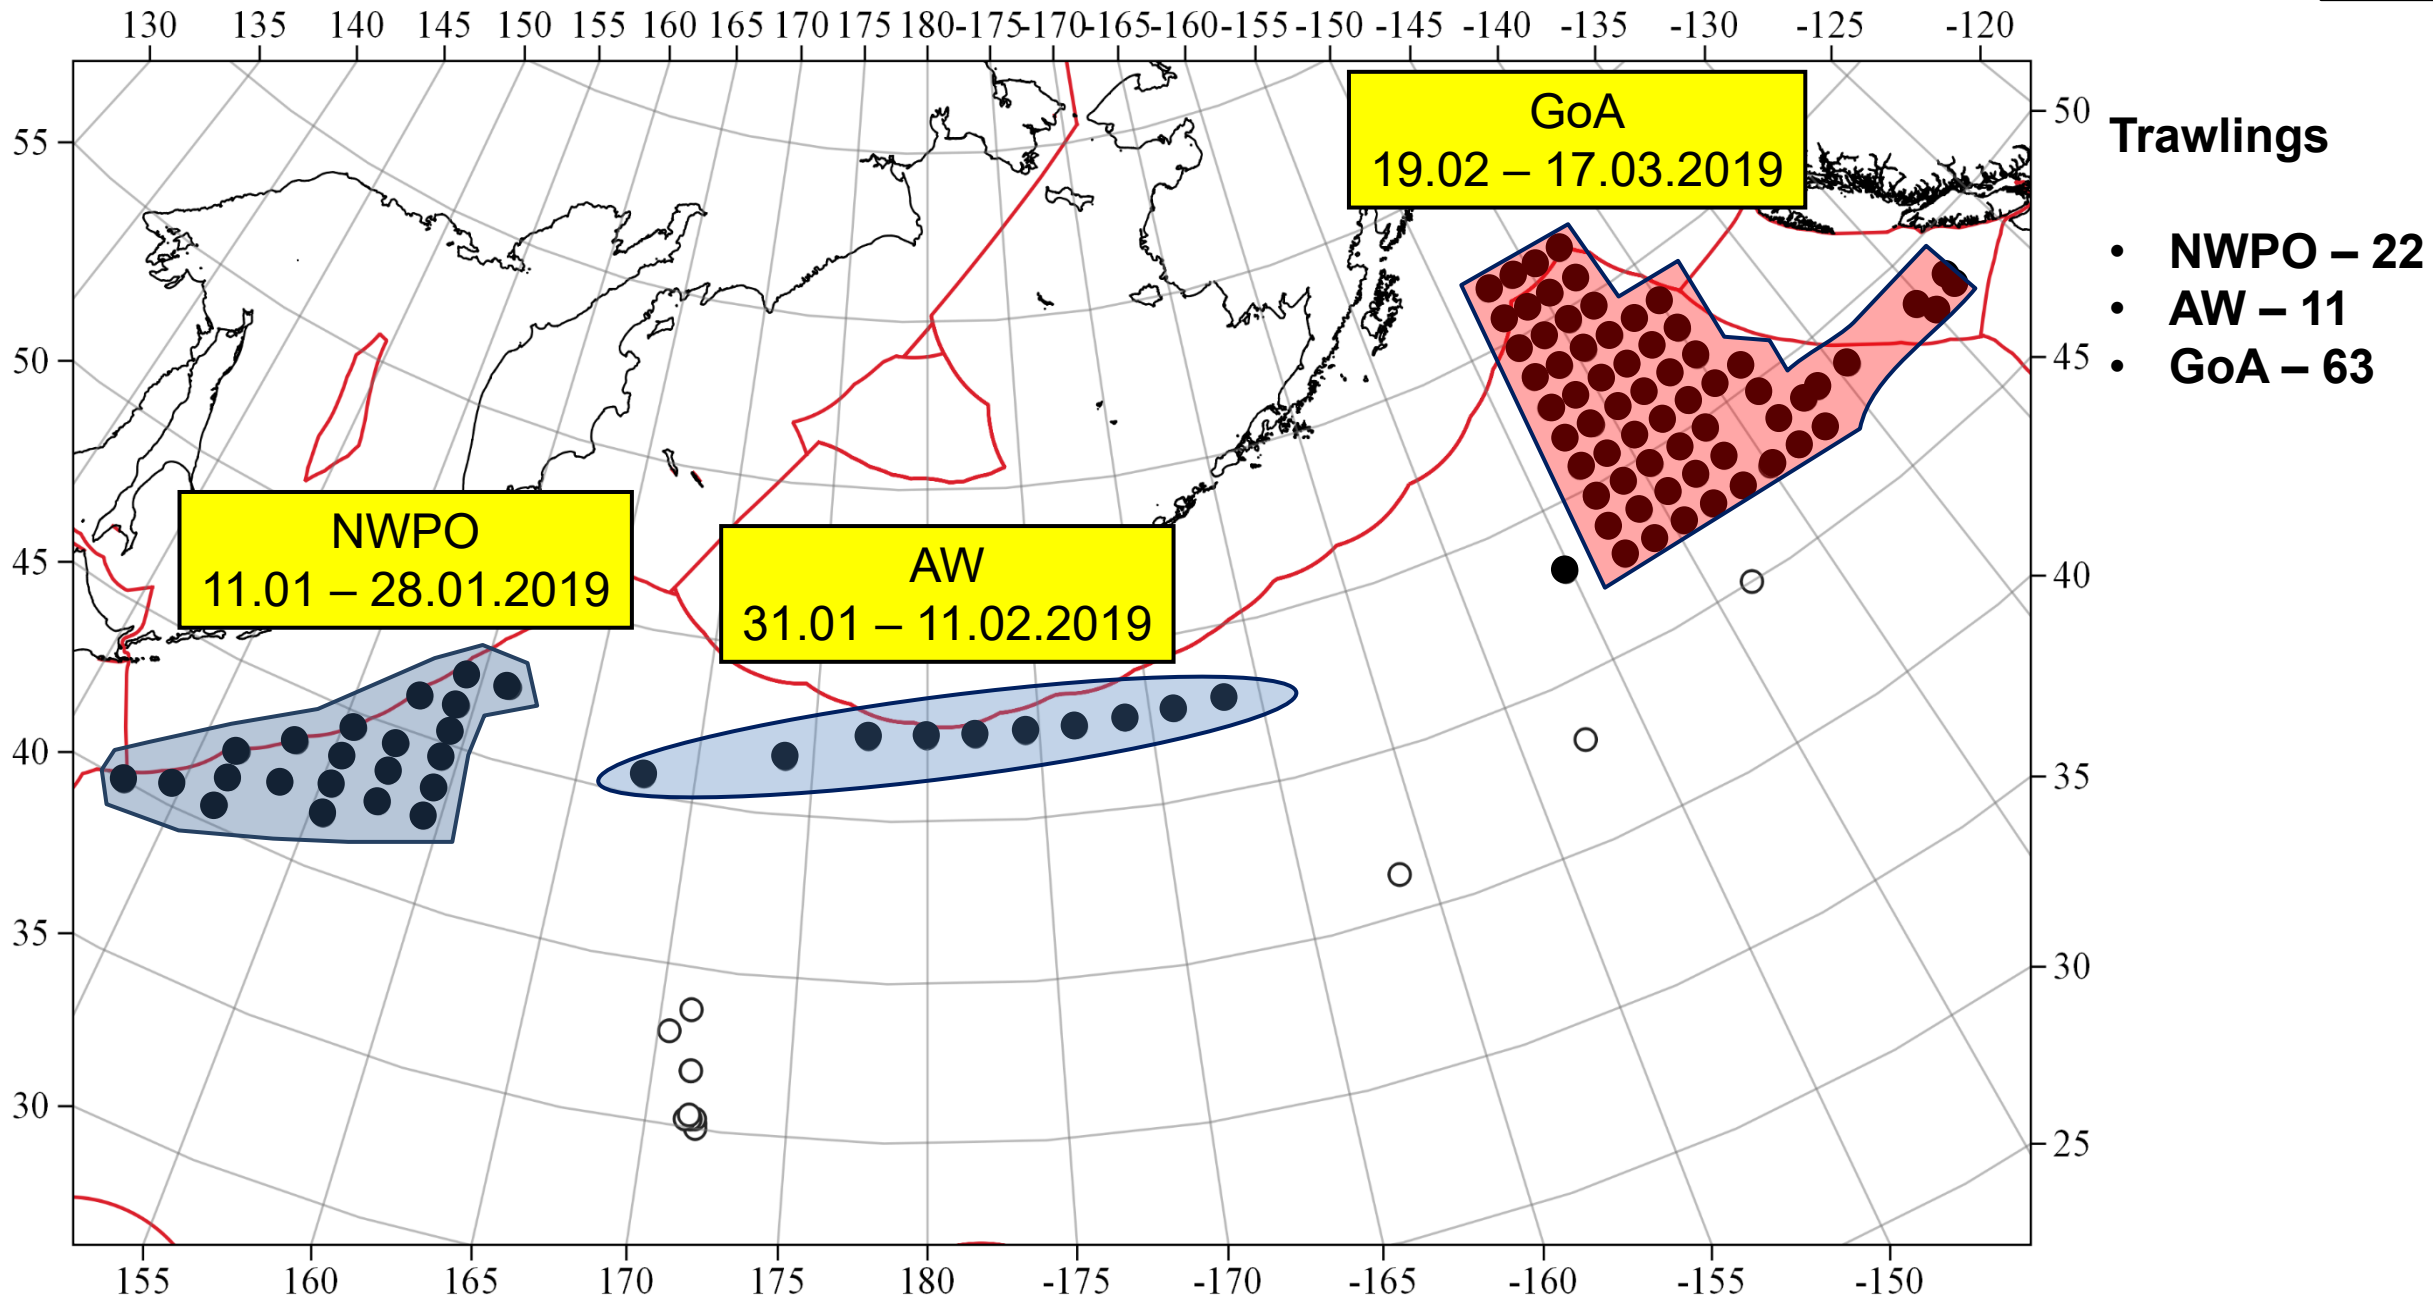 130 135 140 145 150 155 160 165 170 175 180 -175 -170 -165 -160 -155 -150 -145 -140 -135 -130 -125 -120
GoA
19.02 – 17.03.2019
50
Trawlings
55
• NWPO – 22
• AW – 11
50
45
• GoA – 63
NWPO
11.01 – 28.01.2019
AW
31.01 – 11.02.2019
45
40
40
35
35
30
30
25
155 160 165 170 175 180 -175 -170 -165 -160 -155 -150